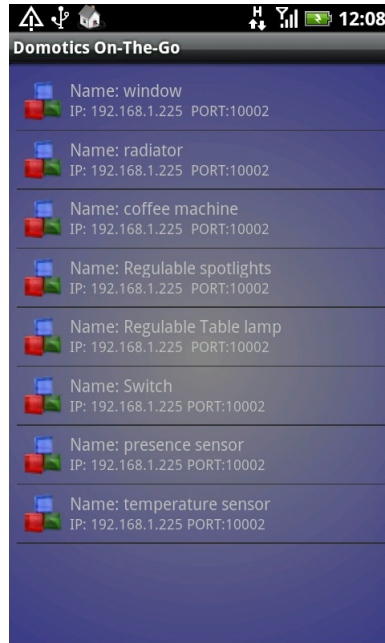 H 12:08
Domotics On-The-Go
Name: window
IP: 192.168.1.225 PORT:10002
Name: radiator
IP: 192.168.1.225 PORT:10002
Name: coffee machine
IP: 192.168.1.225 PORT:10002
Name: Regulable spotlights
IP: 192.168.1.225 PORT:10002
Name: Regulable Table lamp
IP: 192.168.1.225 PORT:10002
Name: Switch
IP: 192.168.1.225 PORT:10002
Name: presence sensor
IP: 192.168.1.225 PORT:10002
Name: temperature sensor
IP: 192.168.1.225 PORT:10002